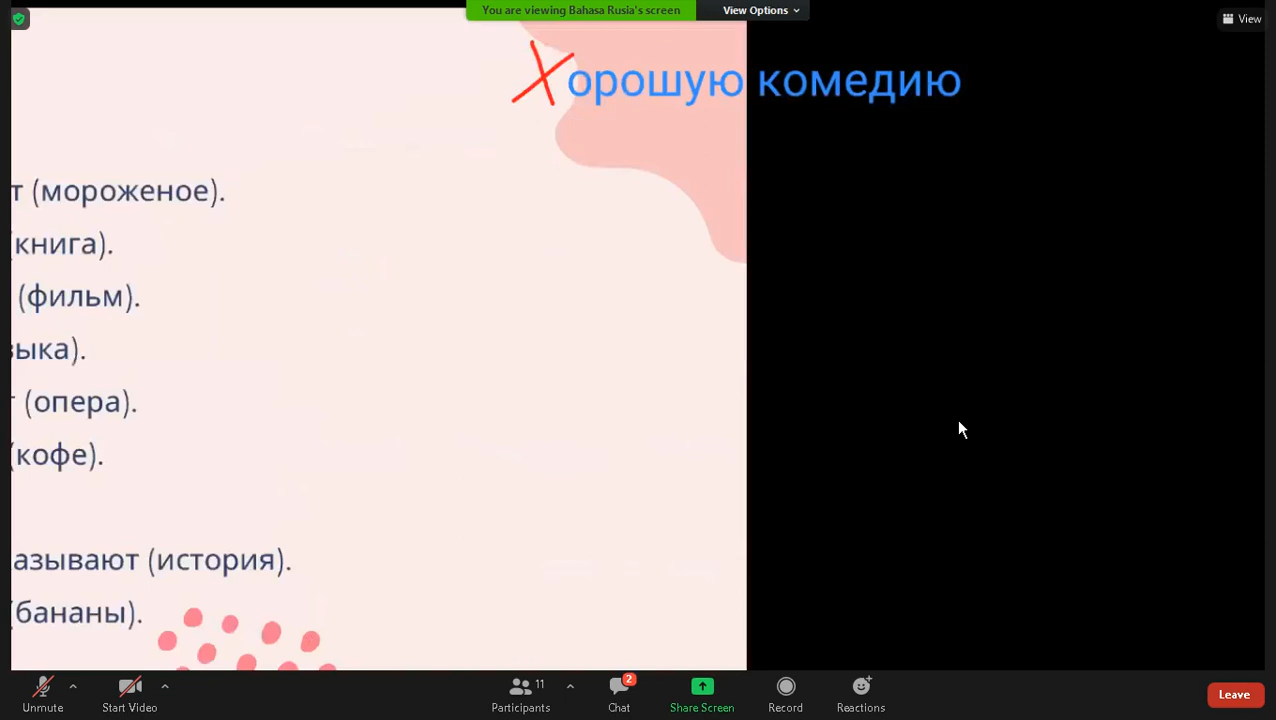 You are viewing Bahasa Rusia's screen
View Options
View
Хорошую комедию
т (мороженое).
(книга).
(фильм).
зыка).
т (опера).
(кофе).
азывают (история).
(бананы).
Unmute
Start Video
11
Participants
2
Chat
Share Screen
Record
Reactions
Leave